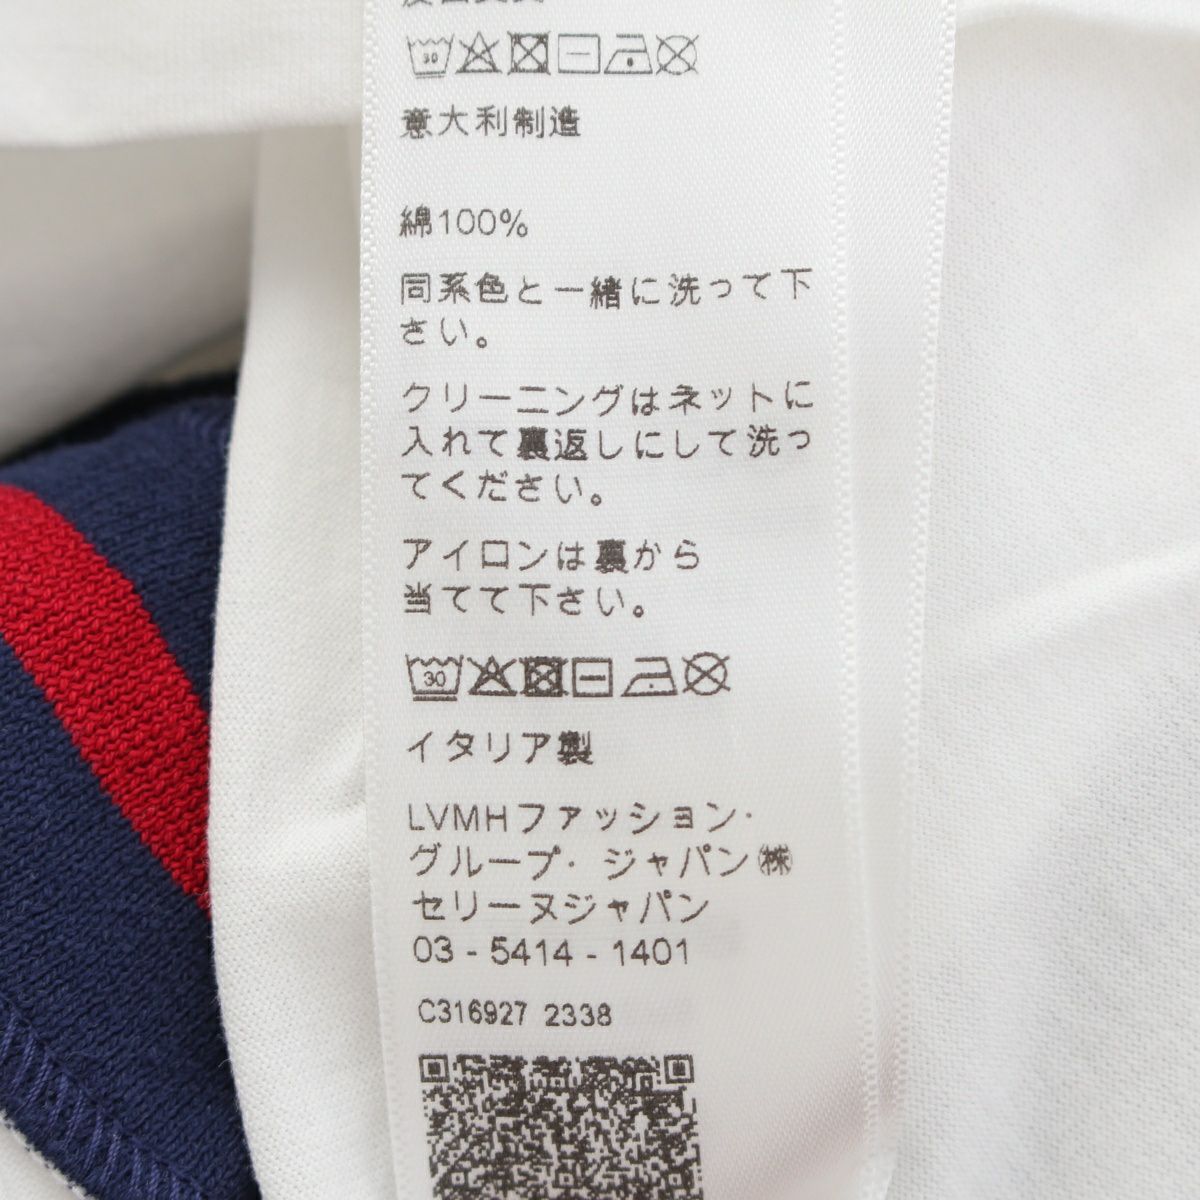 30
意大利制造
綿100%
同系色と一緒に洗って下
さい。
クリーニングはネットに
入れて裏返しにして洗っ
てください。
アイロンは裏から
当てて下さい。
30
イタリア製
LVMHファッション・
グループ・ジャパン㈱
セリーヌジャパン
03 - 5414 - 1401
C316927 2338